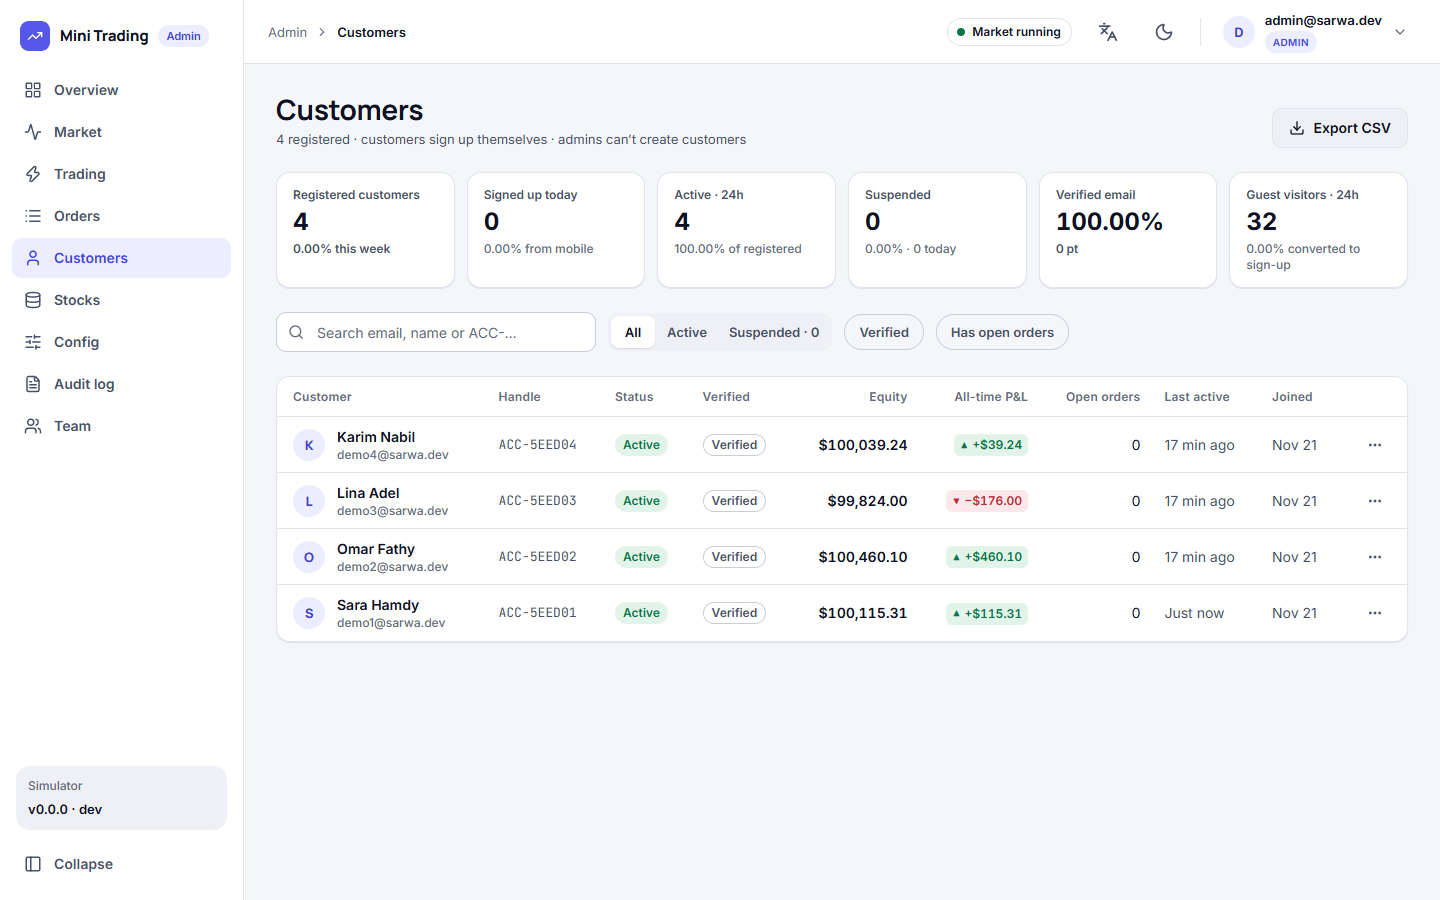 Mini Trading Admin
Overview
Market
Trading
Orders
Customers
Stocks
Config
Audit log
Team
Simulator
v0.0.0 · dev
Collapse
Admin > Customers
Market running
D
admin@sarwa.dev
ADMIN
Customers
4 registered · customers sign up themselves · admins can't create customers
Export CSV
Registered customers
4
0.00% this week
Signed up today
0
0.00% from mobile
Active · 24h
4
100.00% of registered
Suspended
0
0.00% · 0 today
Verified email
100.00%
0 pt
Guest visitors · 24h
32
0.00% converted to
sign-up
Search email, name or ACC-...
All Active Suspended · 0 Verified Has open orders
Customer Handle Status Verified Equity All-time P&L Open orders Last active Joined
K Karim Nabil ACC-5EED04 Active Verified $100,039.24 ▲ +$39.24 0 17 min ago Nov 21
demo4@sarwa.dev
L Lina Adel ACC-5EED03 Active Verified $99,824.00 ▼ −$176.00 0 17 min ago Nov 21
demo3@sarwa.dev
O Omar Fathy ACC-5EED02 Active Verified $100,460.10 ▲ +$460.10 0 17 min ago Nov 21
demo2@sarwa.dev
S Sara Hamdy ACC-5EED01 Active Verified $100,115.31 ▲ +$115.31 0 Just now Nov 21
demo1@sarwa.dev